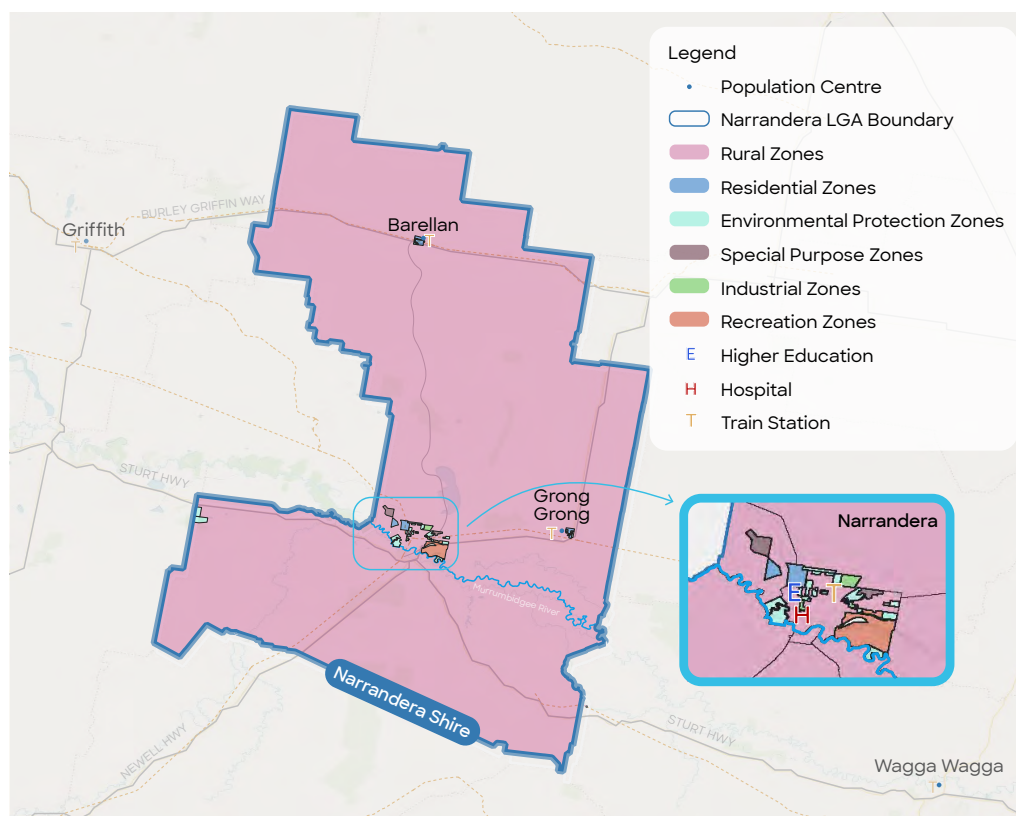 Legend
Population Centre
Narrandera LGA Boundary
Rural Zones
Residential Zones
Environmental Protection Zones
Special Purpose Zones
Industrial Zones
Recreation Zones
E Higher Education
H Hospital
T Train Station
BURLEY GRIFFIN WAY
Griffith
T
Barellan
T
STURT HWY
Grong
Grong
T
Narrandera
E
T
H
Murrumbidgee River
Narrandera Shire
NEWELL HWY
STURT HWY
Wagga Wagga
T